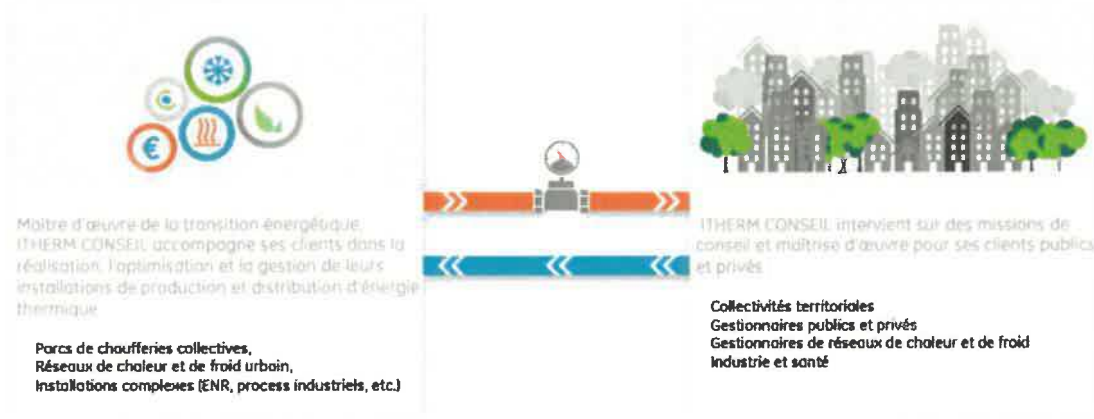 €
Maître d'œuvre de la transition énergétique,
ITHERM CONSEIL accompagne ses clients dans la
réalisation, l'optimisation et la gestion de leurs
installations de production et distribution d'énergie
thermique
Parcs de chaufferies collectives,
Réseaux de chaleur et de froid urbain,
Installations complexes (ENR, process industriels, etc.)
ITHERM CONSEIL intervient sur des missions de
conseil et maîtrise d'œuvre pour ses clients publics
et privés
Collectivités territoriales
Gestionnaires publics et privés
Gestionnaires de réseaux de chaleur et de froid
Industrie et santé